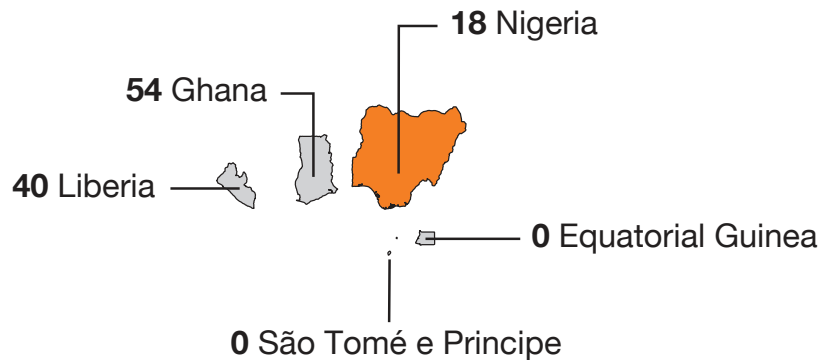 18 Nigeria
54 Ghana
40 Liberia
0 Equatorial Guinea
0 São Tomé e Principe